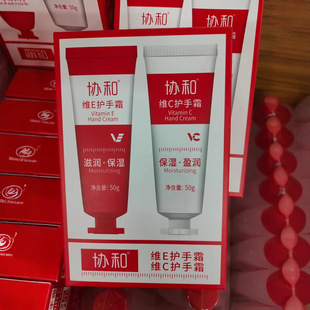 协和®
维E护手霜
Vitamin E
Hand Cream
VE
滋润·保湿
Moisturizing
净含量:50g
协和®
维C护手霜
Vitamin C
Hand Cream
VC
保湿·盈润
Moisturizing
净含量:50g
协和®
维E护手霜
维C护手霜
50g